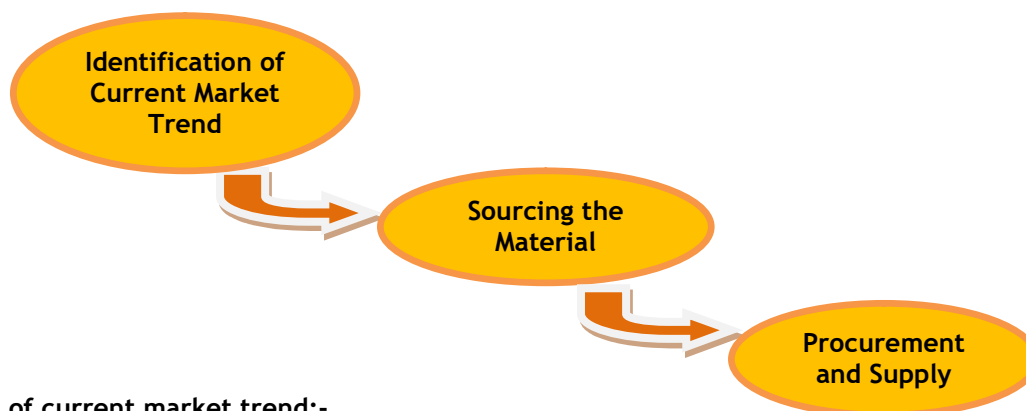 Identification of
Current Market
Trend
Sourcing the
Material
Procurement
and Supply
of current market trend:-